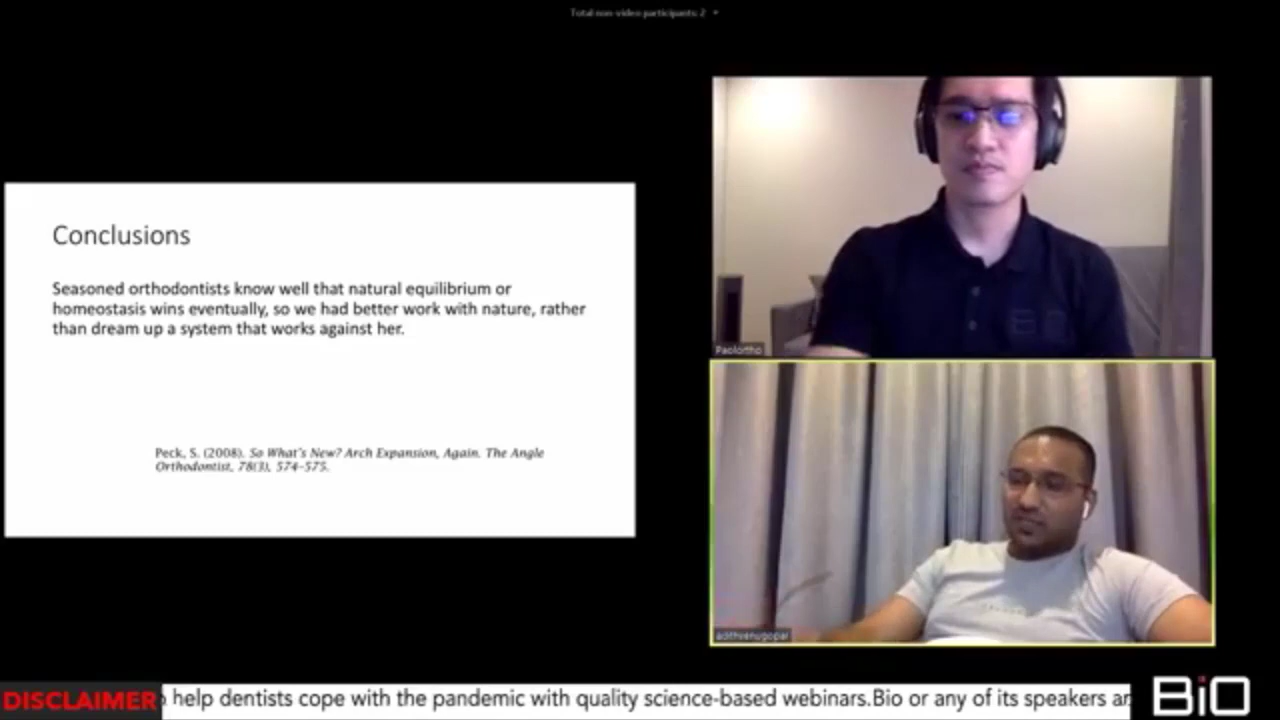 Total non-video participants: 2
Conclusions
Seasoned orthodontists know well that natural equilibrium or
homeostasis wins eventually, so we had better work with nature, rather
than dream up a system that works against her.
Peck, S. (2008). So What's New? Arch Expansion, Again. The Angle
Orthodontist, 78(3), 574–575.
Paolortho
adithvenugopal
DISCLAIMER
help dentists cope with the pandemic with quality science-based webinars.Bio or any of its speakers ar
BiO